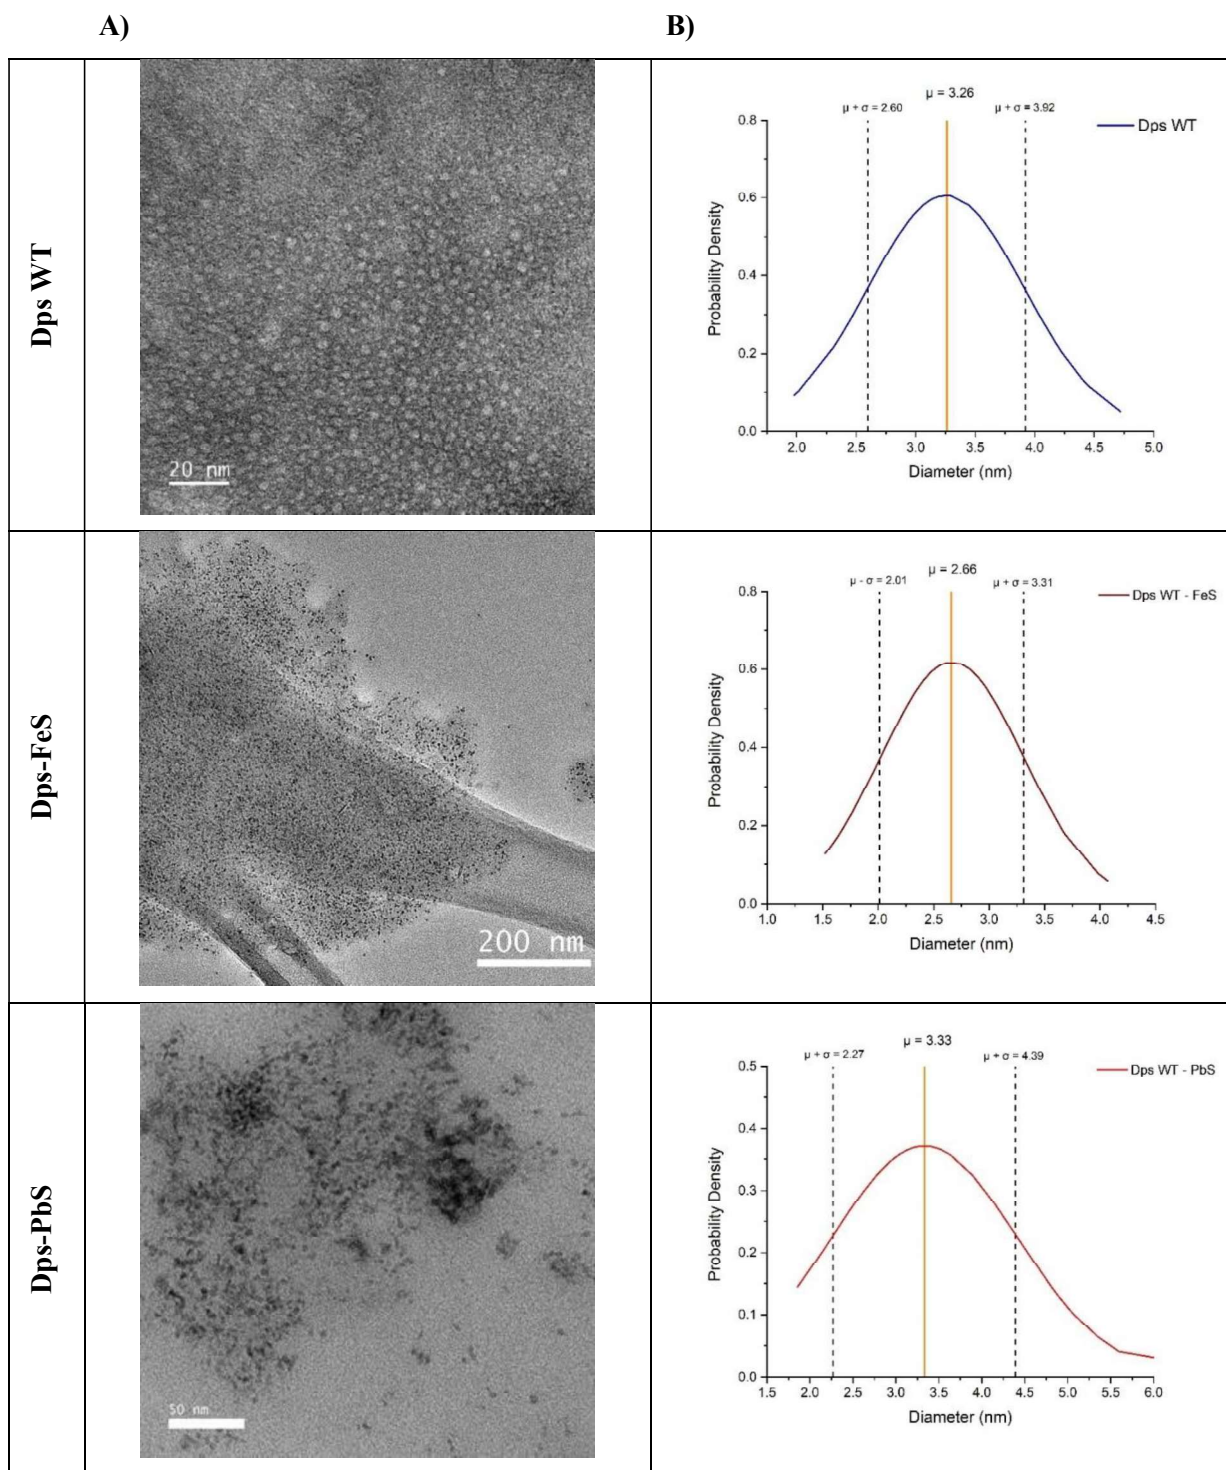 A)
B)
Dps WT
20 nm
μ = 3.26
μ + σ = 2.60
μ + σ = 3.92
Dps WT
Probability Density
0.8
0.6
0.4
0.2
0.0
2.0 2.5 3.0 3.5 4.0 4.5 5.0
Diameter (nm)
Dps-FeS
200 nm
μ = 2.66
μ - σ = 2.01
μ + σ = 3.31
Dps WT - FeS
Probability Density
0.8
0.6
0.4
0.2
0.0
1.0 1.5 2.0 2.5 3.0 3.5 4.0 4.5
Diameter (nm)
Dps-PbS
50 nm
μ = 3.33
μ + σ = 2.27
μ + σ = 4.39
Dps WT - PbS
Probability Density
0.5
0.4
0.3
0.2
0.1
0.0
1.5 2.0 2.5 3.0 3.5 4.0 4.5 5.0 5.5 6.0
Diameter (nm)